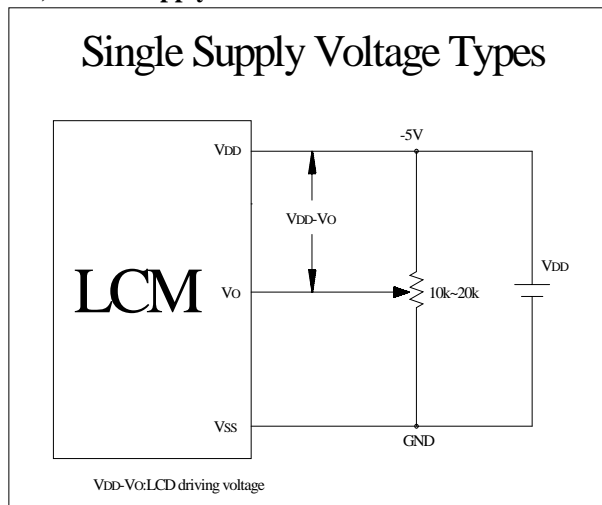 Single Supply Voltage Types
-5V
VDD
VDD-VO
VDD
LCM
VO
10k~20k
VSS
GND
VDD-VO:LCD driving voltage